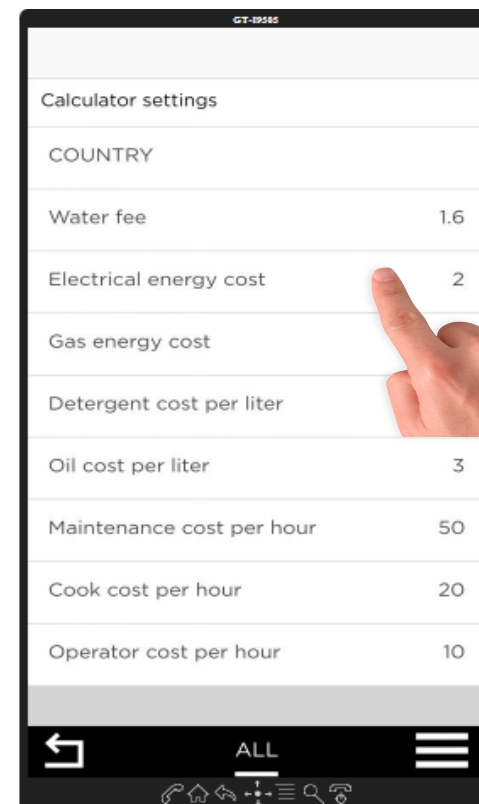 GT-I9505
Calculator settings
COUNTRY
Water fee 1.6
Electrical energy cost 2
Gas energy cost
Detergent cost per liter
Oil cost per liter 3
Maintenance cost per hour 50
Cook cost per hour 20
Operator cost per hour 10
ALL